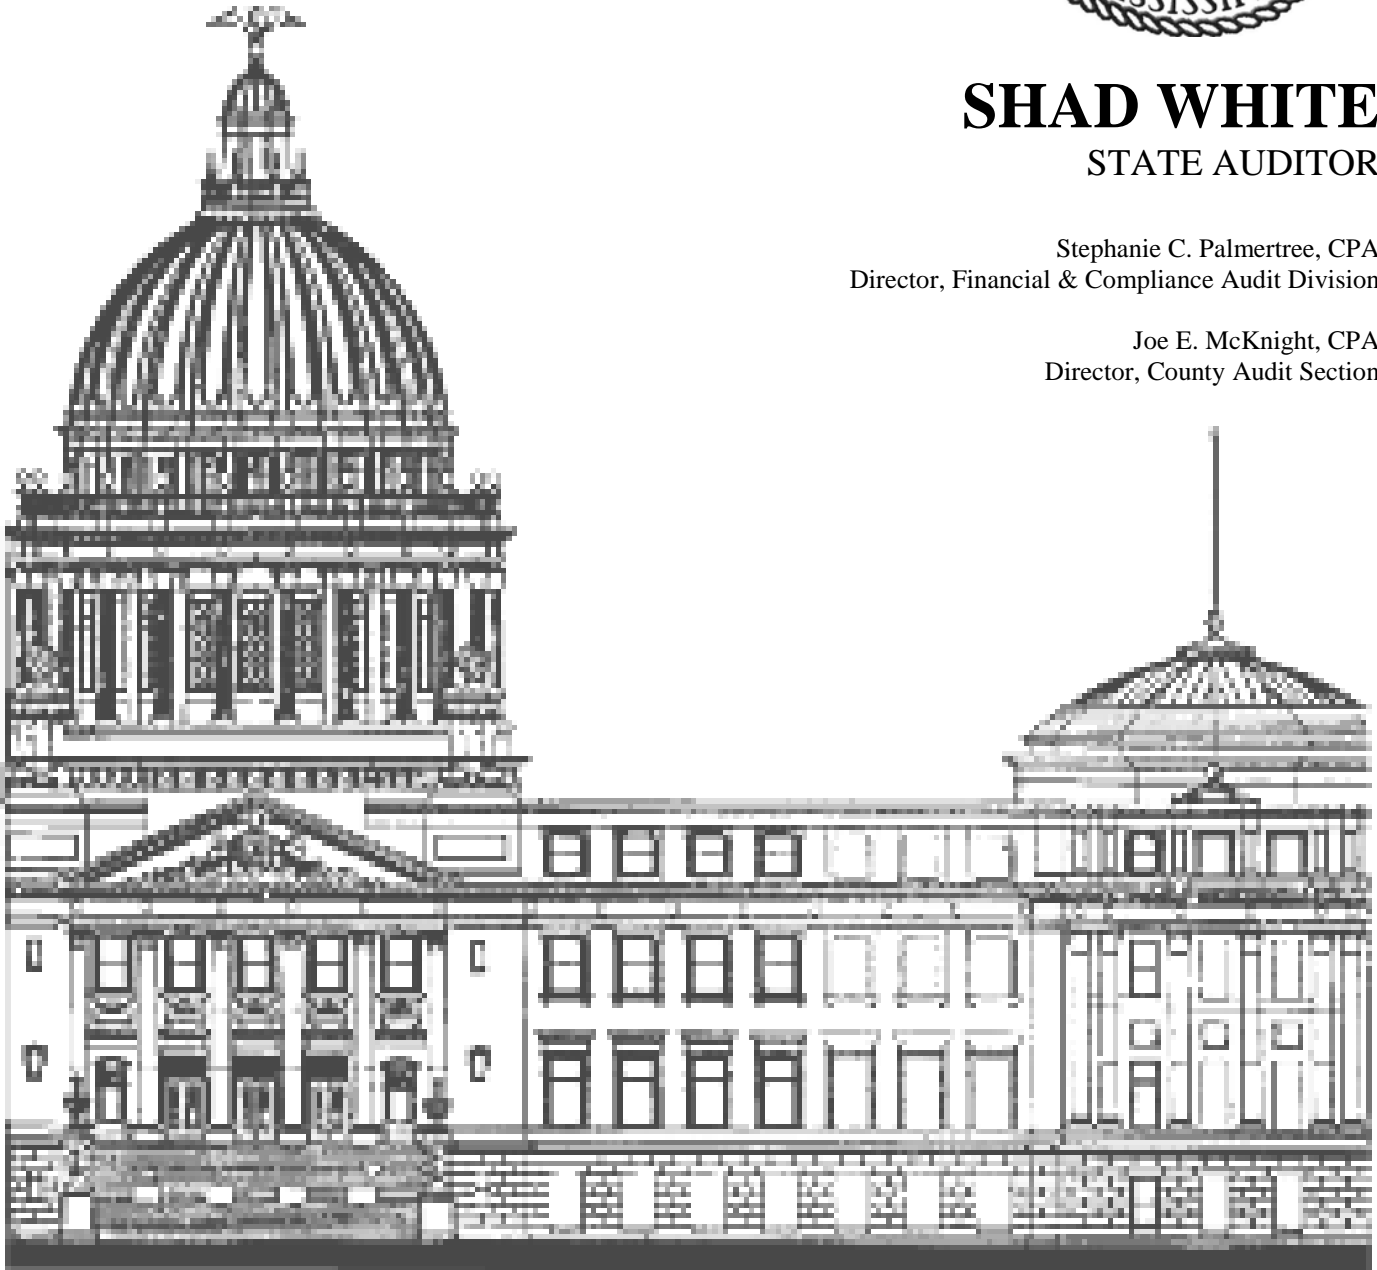 SHAD WHITE
STATE AUDITOR
Stephanie C. Palmertree, CPA
Director, Financial & Compliance Audit Division
Joe E. McKnight, CPA
Director, County Audit Section